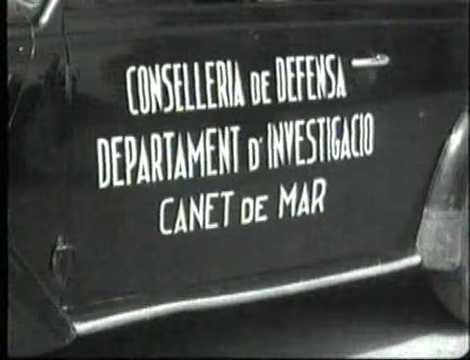 CONSELLERIA DE DEFENSA
DEPARTAMENT D'INVESTIGACIO
CANET DE MAR